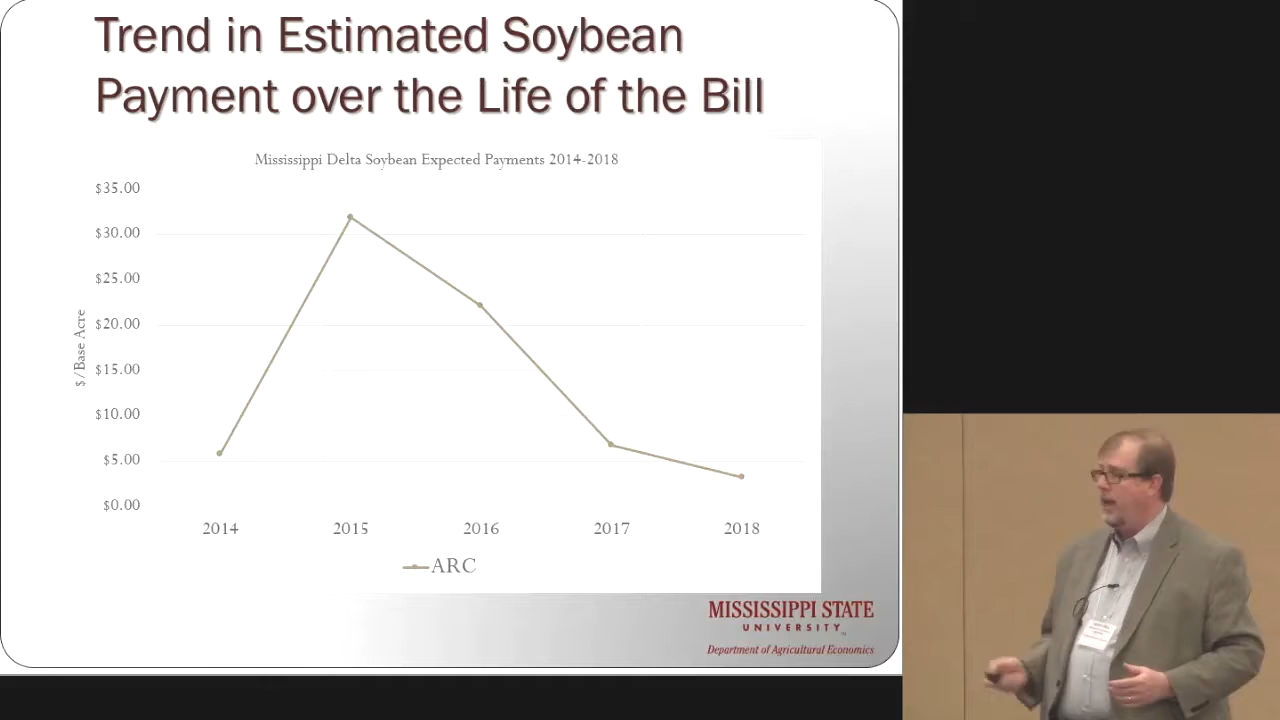 Trend in Estimated Soybean
Payment over the Life of the Bill
Mississippi Delta Soybean Expected Payments 2014-2018
$/Base Acre
$35.00
$30.00
$25.00
$20.00
$15.00
$10.00
$5.00
$0.00
2014 2015 2016 2017 2018
ARC
MISSISSIPPI STATE
UNIVERSITY™
Department of Agricultural Economics